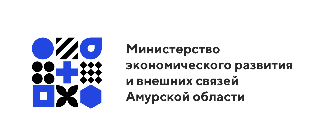 Министерство
экономического развития
и внешних связей
Амурской области